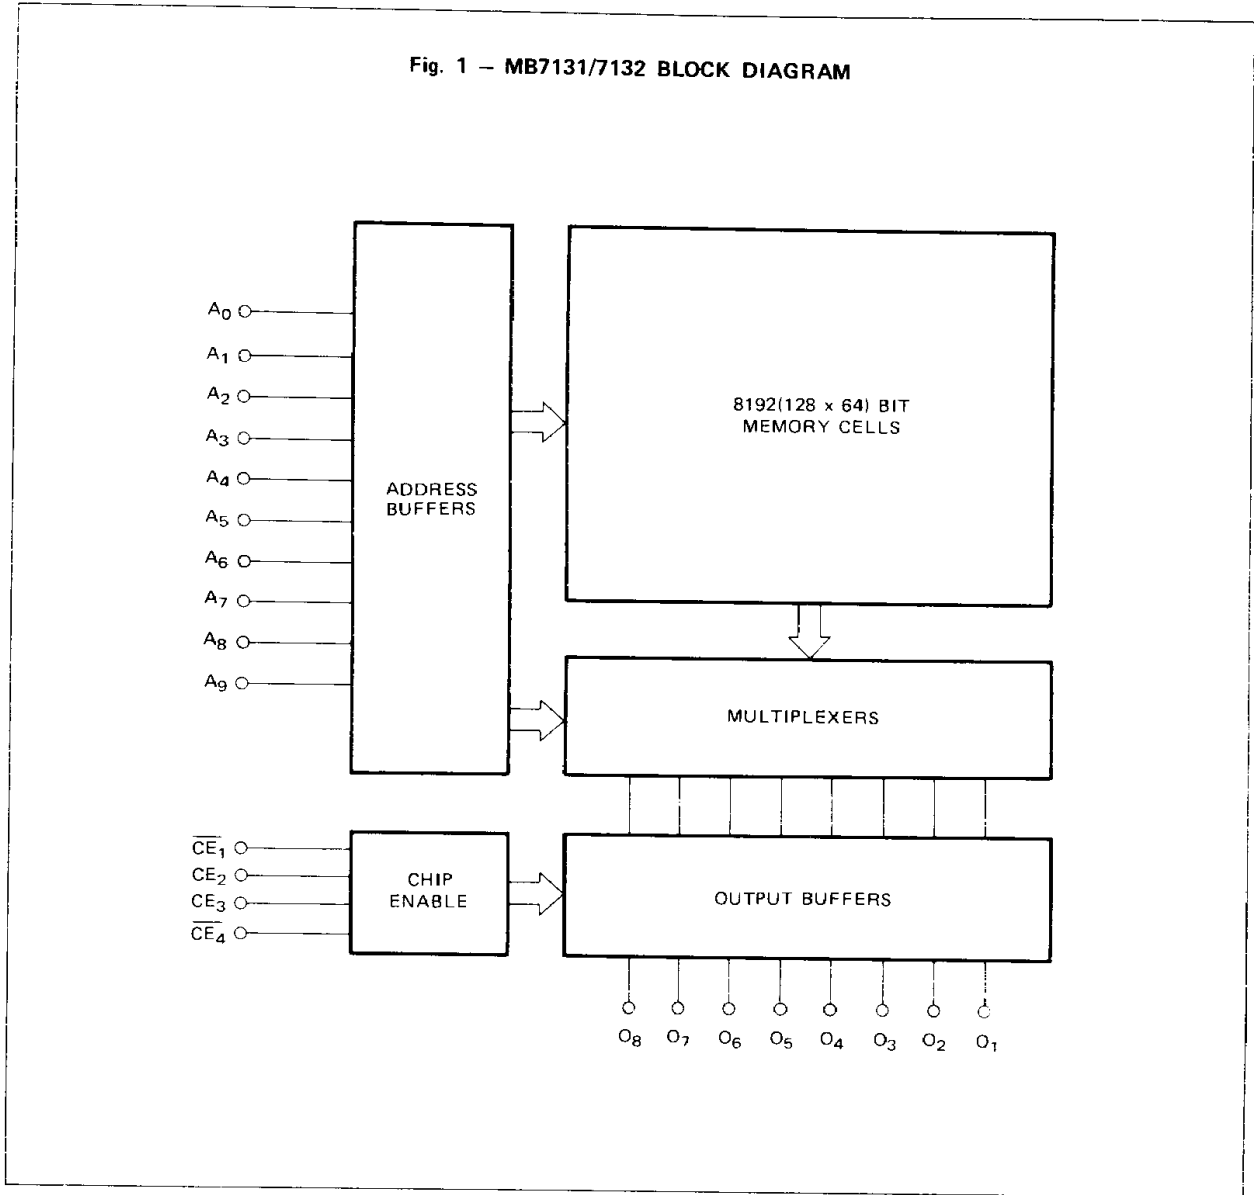 Fig. 1 – MB7131/7132 BLOCK DIAGRAM
A0
A1
A2
A3
A4
A5
A6
A7
A8
A9
ADDRESS
BUFFERS
8192(128 x 64) BIT
MEMORY CELLS
MULTIPLEXERS
C̅E̅1
CE2
CE3
C̅E̅4
CHIP
ENABLE
OUTPUT BUFFERS
O8 O7 O6 O5 O4 O3 O2 O1